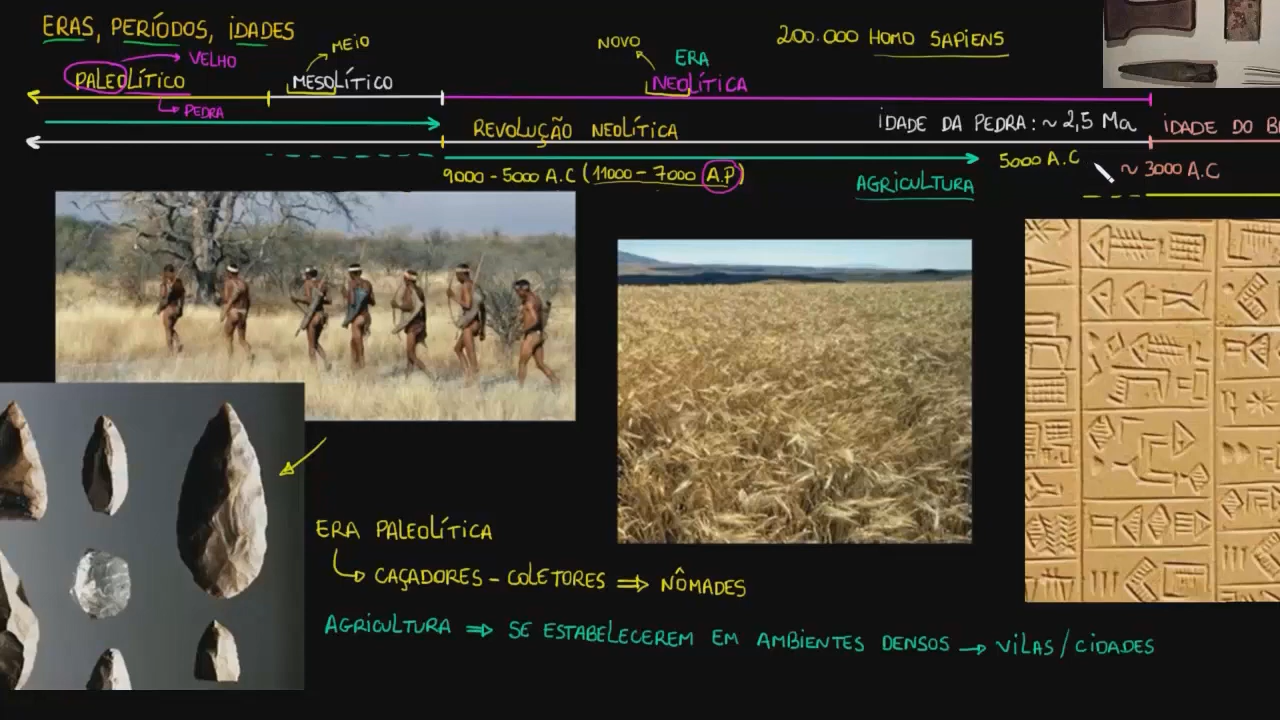 ERAS, PERÍODOS, IDADES
PALEOLÍTICO
VELHO
PEDRA
MEIO
MESOLÍTICO
NOVO
ERA
NEOLÍTICA
200.000 HOMO SAPIENS
REVOLUÇÃO NEOLÍTICA
IDADE DA PEDRA: ~ 2,5 Ma
IDADE DO
9000 - 5000 A.C (11000 - 7000 A.P)
AGRICULTURA
5000 A.C
~ 3000 A.C
ERA PALEOLÍTICA
CAÇADORES - COLETORES ⇒ NÔMADES
AGRICULTURA ⇒ SE ESTABELECEREM EM AMBIENTES DENSOS → VILAS/CIDADES